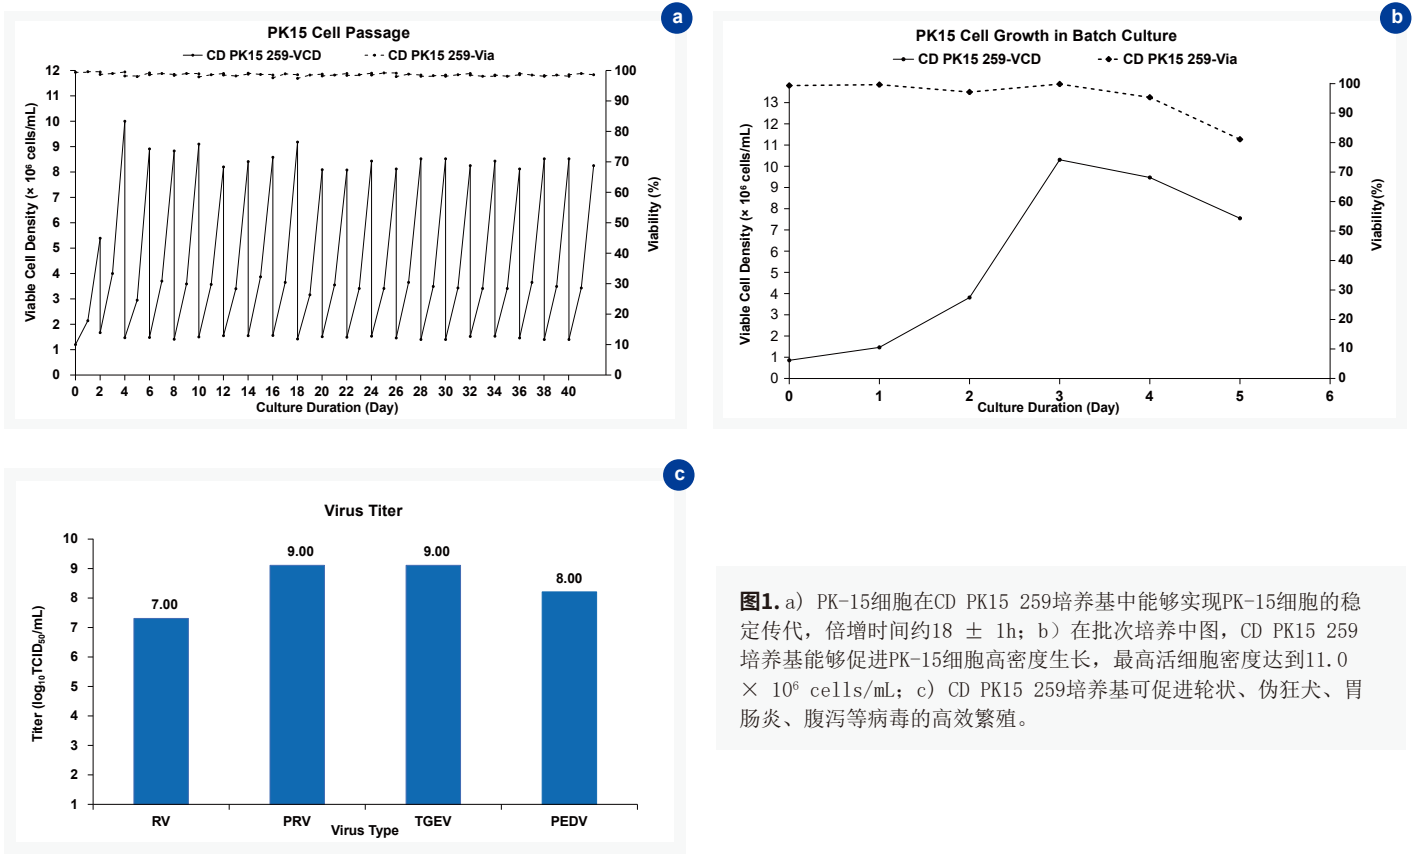 a
PK15 Cell Passage
CD PK15 259-VCD
CD PK15 259-Via
Viable Cell Density (× 10⁶ cells/mL)
12
11
10
9
8
7
6
5
4
3
2
1
0
100
90
80
70
60
50
40
30
20
10
0
Viability (%)
0 2 4 6 8 10 12 14 16 18 20 22 24 26 28 30 32 34 36 38 40
Culture Duration (Day)
b
PK15 Cell Growth in Batch Culture
CD PK15 259-VCD
CD PK15 259-Via
Viable Cell Density (× 10⁶ cells/mL)
13
12
11
10
9
8
7
6
5
4
3
2
1
0
100
90
80
70
60
50
40
30
20
10
0
Viability(%)
0 1 2 3 4 5 6
Culture Duration (Day)
c
Virus Titer
Titer (log₁₀TCID₅₀/mL)
10
9
8
7
6
5
4
3
2
1
7.00
9.00
9.00
8.00
RV PRV TGEV PEDV
Virus Type
图1. a) PK-15细胞在CD PK15 259培养基中能够实现PK-15细胞的稳
定传代，倍增时间约18 ± 1h；b）在批次培养中图，CD PK15 259
培养基能够促进PK-15细胞高密度生长，最高活细胞密度达到11.0
× 10⁶ cells/mL；c) CD PK15 259培养基可促进轮状、伪狂犬、胃
肠炎、腹泻等病毒的高效繁殖。